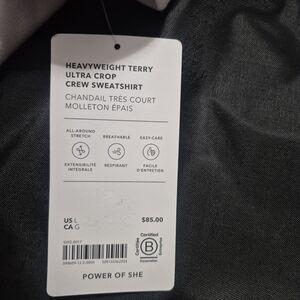 HEAVYWEIGHT TERRY
ULTRA CROP
CREW SWEATSHIRT
CHANDAIL TRÈS COURT
MOLLETON ÉPAIS
ALL-AROUND
STRETCH
BREATHABLE
EASY-CARE
EXTENSIBILITÉ
INTÉGRALE
RESPIRANT
FACILE
D'ENTRETIEN
US L
CA G
$85.00
Certified
B
Corporation
POWER OF SHE